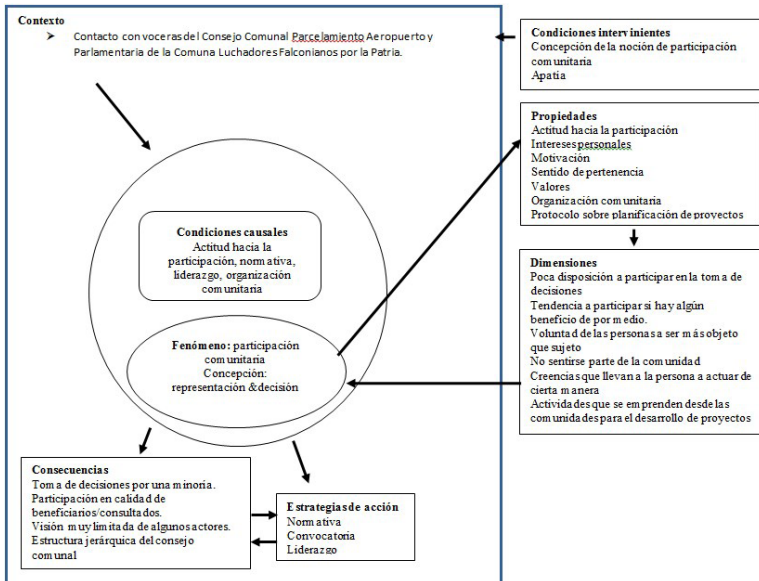 Contexto
➤ Contacto con voceras del Consejo Comunal Parcelamiento Aeropuerto y
Parlamentaria de la Comuna Luchadores Falconianos por la Patria.
Condiciones intervinientes
Concepción de la noción de participación
comunitaria
Apatía
Propiedades
Actitud hacia la participación
Intereses personales
Motivación
Sentido de pertenencia
Valores
Organización comunitaria
Protocolo sobre planificación de proyectos
Condiciones causales
Actitud hacia la
participación, normativa,
liderazgo, organización
comunitaria
Fenómeno: participación
comunitaria
Concepción:
representación &decisión
Dimensiones
Poca disposición a participar en la toma de
decisiones
Tendencia a participar si hay algún
beneficio de por medio.
Voluntad de las personas a ser más objeto
que sujeto
No sentirse parte de la comunidad
Creencias que llevan a la persona a actuar de
cierta manera
Actividades que se emprenden desde las
comunidades para el desarrollo de proyectos
Consecuencias
Toma de decisiones por una minoría.
Participación en calidad de
beneficiarios/consultados.
Visión muy limitada de algunos actores.
Estructura jerárquica del consejo
comunal
Estrategias de acción
Normativa
Convocatoria
Liderazgo